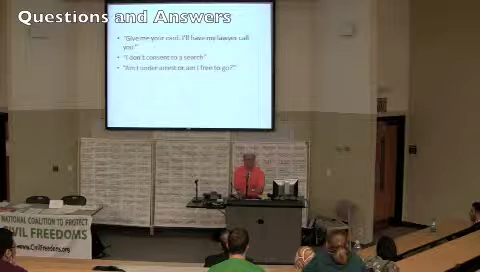 Questions and Answers
• "Give me your card. I'll have my lawyer call
you"
• "I don't consent to a search"
• "Am I under arrest or am I free to go?"
NATIONAL COALITION TO PROTECT
CIVIL FREEDOMS
www.CivilFreedoms.org